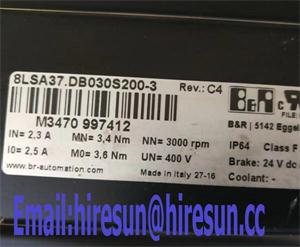 8LSA37.DB030S200-3
Rev.: C4
B&R
FILE
M3470 997412
B&R | 5142 Eggel
IN= 2,3 A MN= 3,4 Nm NN= 3000 rpm IP64 Class F
I0= 2,5 A M0= 3,6 Nm UN= 400 V Brake: 24 V dc
www.br-automation.com Made in Italy 27-16 Coolant: -
Email:hiresun@hiresun.cc